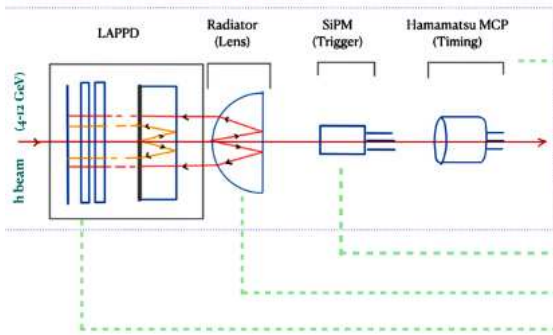 LAPPD
Radiator
(Lens)
SiPM
(Trigger)
Hamamatsu MCP
(Timing)
h beam (4-12 GeV)